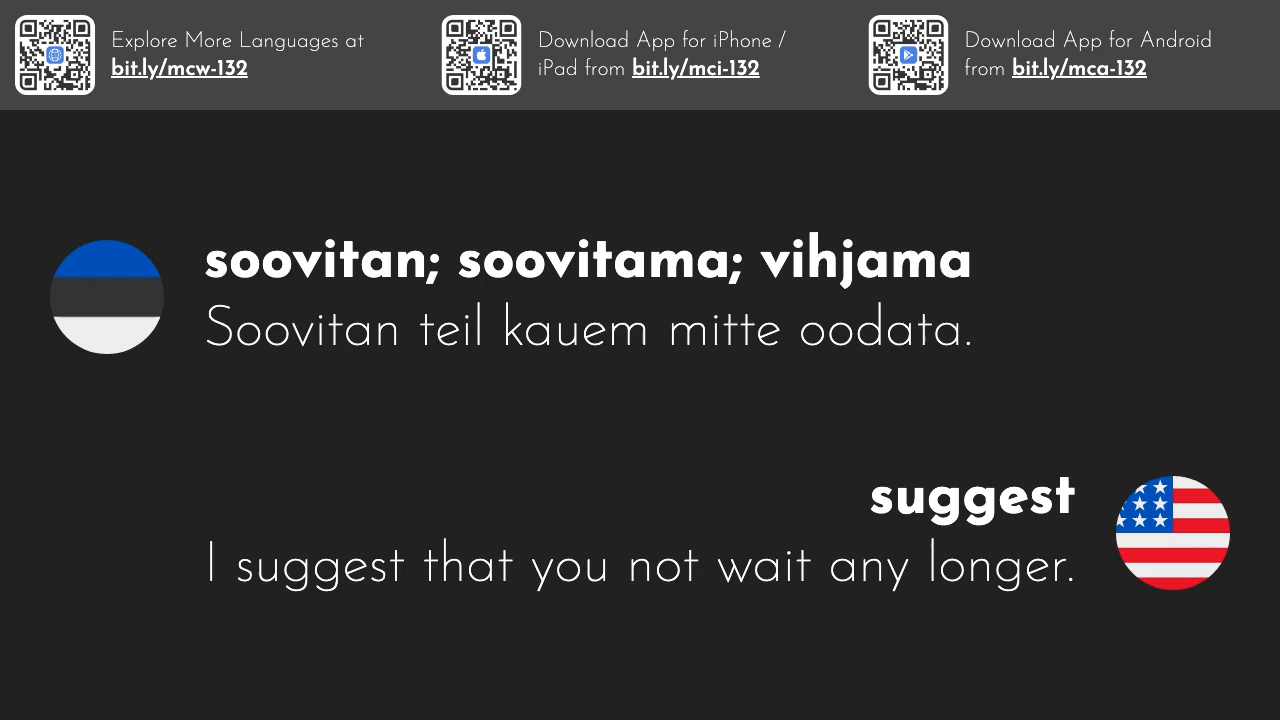 Explore More Languages at
bit.ly/mcw-132
Download App for iPhone /
iPad from bit.ly/mci-132
Download App for Android
from bit.ly/mca-132
soovitan; soovitama; vihjama
Soovitan teil kauem mitte oodata.
suggest
I suggest that you not wait any longer.